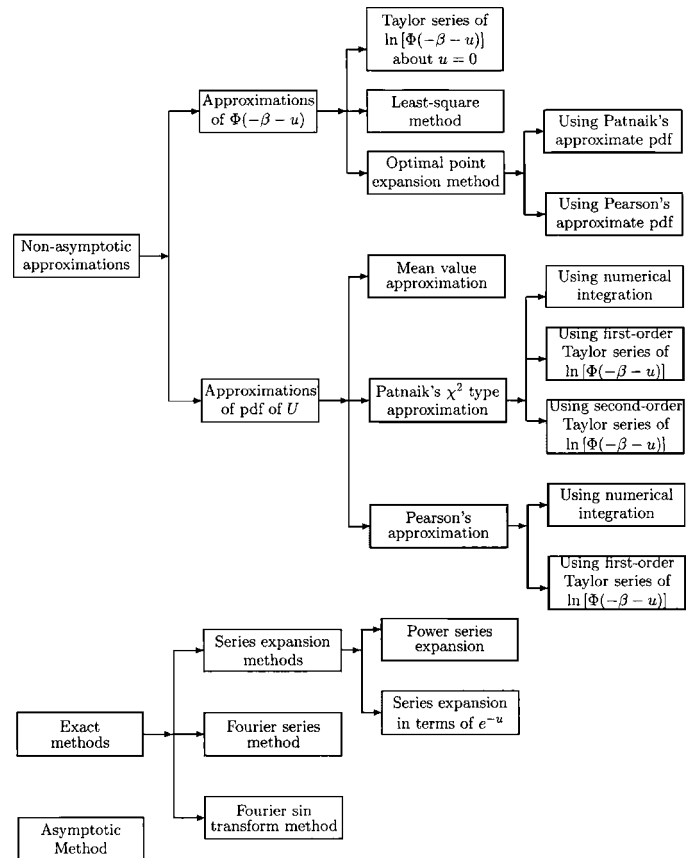 Taylor series of
ln [Φ(−β − u)]
about u = 0
Approximations
of Φ(−β − u)
Least-square
method
Optimal point
expansion method
Using Patnaik's
approximate pdf
Using Pearson's
approximate pdf
Non-asymptotic
approximations
Mean value
approximation
Using numerical
integration
Using first-order
Taylor series of
ln [Φ(−β − u)]
Approximations
of pdf of U
Patnaik's χ² type
approximation
Using second-order
Taylor series of
ln [Φ(−β − u)]
Pearson's
approximation
Using numerical
integration
Using first-order
Taylor series of
ln [Φ(−β − u)]
Series expansion
methods
Power series
expansion
Series expansion
in terms of e⁻ᵘ
Exact
methods
Fourier series
method
Fourier sin
transform method
Asymptotic
Method